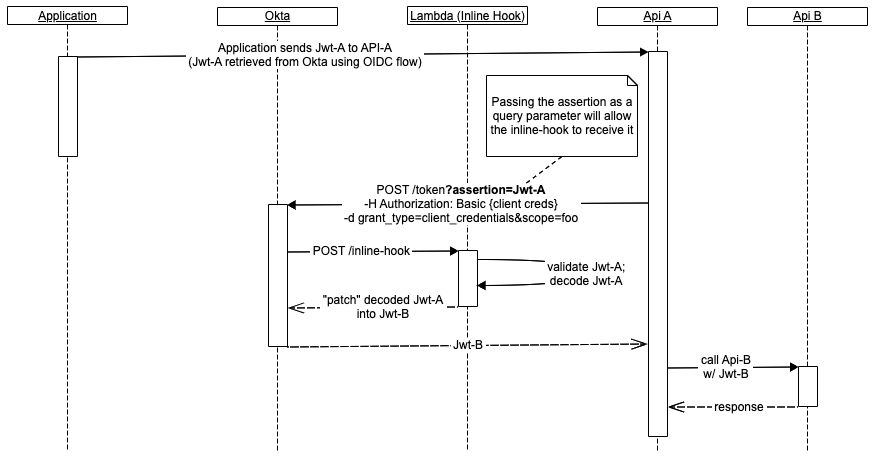 Application
Okta
Lambda (Inline Hook)
Api A
Api B
Application sends Jwt-A to API-A
(Jwt-A retrieved from Okta using OIDC flow)
Passing the assertion as a
query parameter will allow
the inline-hook to receive it
POST /token?assertion=Jwt-A
-H Authorization: Basic {client creds}
-d grant_type=client_credentials&scope=foo
POST /inline-hook
validate Jwt-A;
decode Jwt-A
"patch" decoded Jwt-A
into Jwt-B
Jwt-B
call Api-B
w/ Jwt-B
response